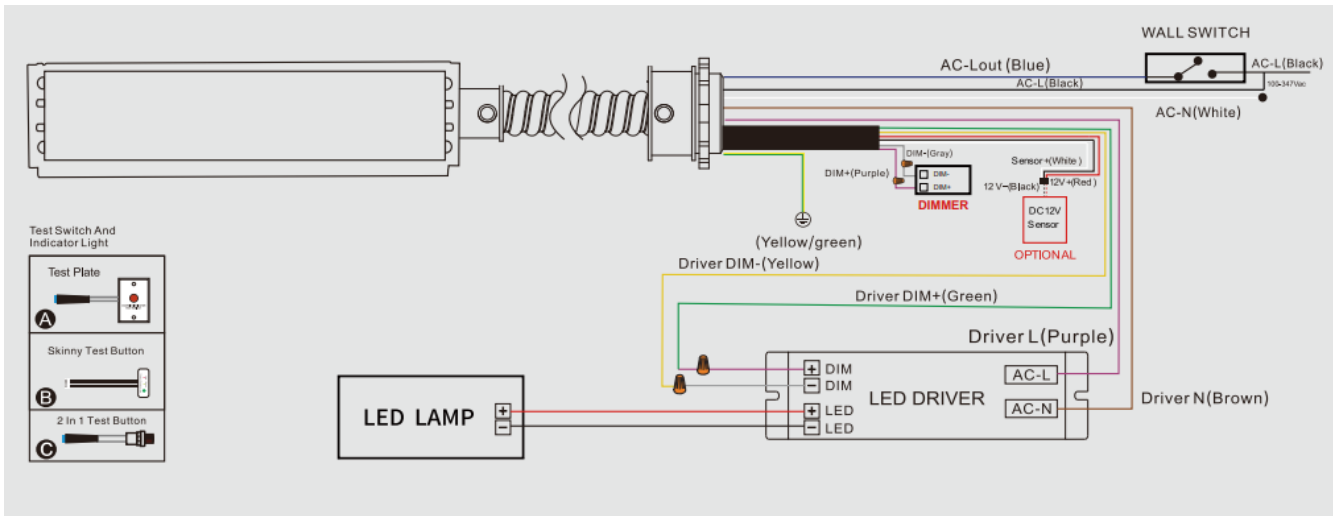 WALL SWITCH
AC-Lout (Blue)
AC-L(Black)
AC-L(Black)
100-347Vac
AC-N(White)
DIM-(Gray)
DIM+(Purple)
DIM-
DIM+
DIMMER
Sensor+(White )
12 V-(Black)
12V+(Red )
DC12V
Sensor
OPTIONAL
(Yellow/green)
Driver DIM-(Yellow)
Driver DIM+(Green)
Driver L(Purple)
Driver N(Brown)
Test Switch And
Indicator Light
Test Plate
A
Skinny Test Button
B
2 In 1 Test Button
C
LED LAMP
+
-
+ DIM
- DIM
+ LED
- LED
LED DRIVER
AC-L
AC-N